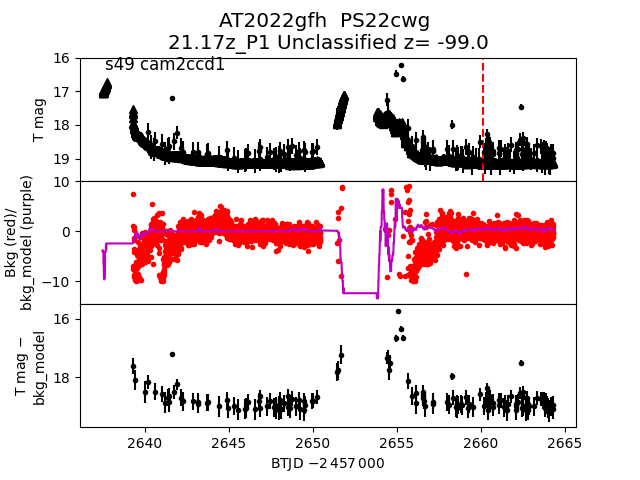 AT2022gfh  PS22cwg
21.17z_P1 Unclassified z= -99.0
s49 cam2ccd1
T mag
16
17
18
19
Bkg (red)/
bkg_model (purple)
10
0
−10
T mag −
bkg_model
16
18
2640 2645 2650 2655 2660 2665
BTJD −2 457 000